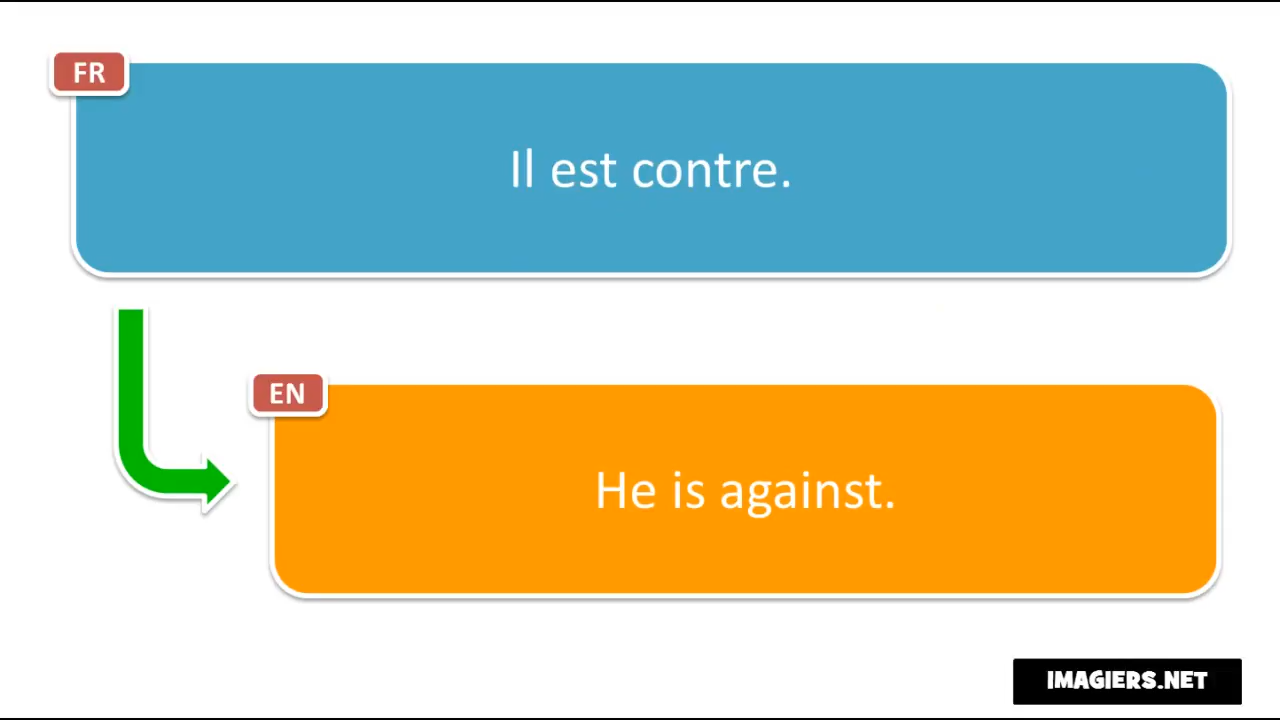 FR
Il est contre.
EN
He is against.
IMAGIERS.NET